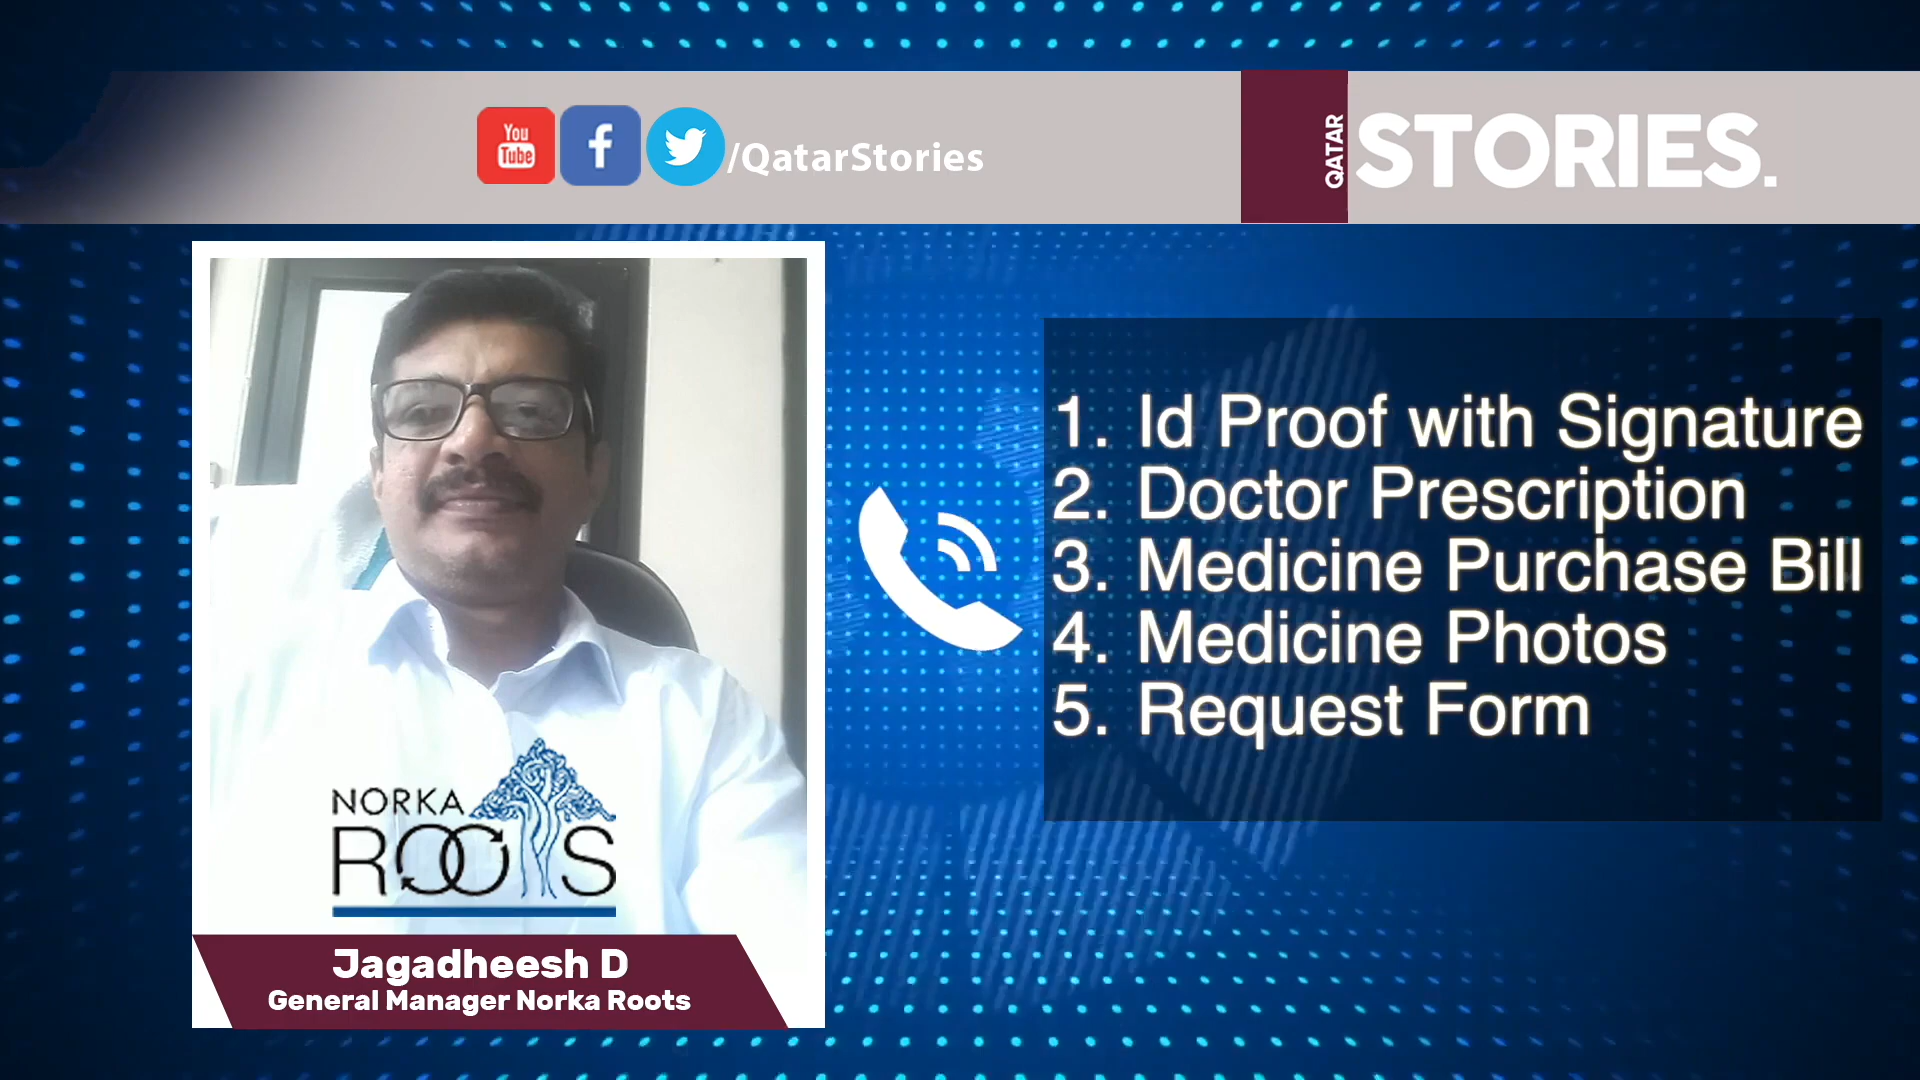 You
Tube
f
/QatarStories
QATAR
STORIES.
1. Id Proof with Signature
2. Doctor Prescription
3. Medicine Purchase Bill
4. Medicine Photos
5. Request Form
NORKA
ROOTS
Jagadheesh D
General Manager Norka Roots